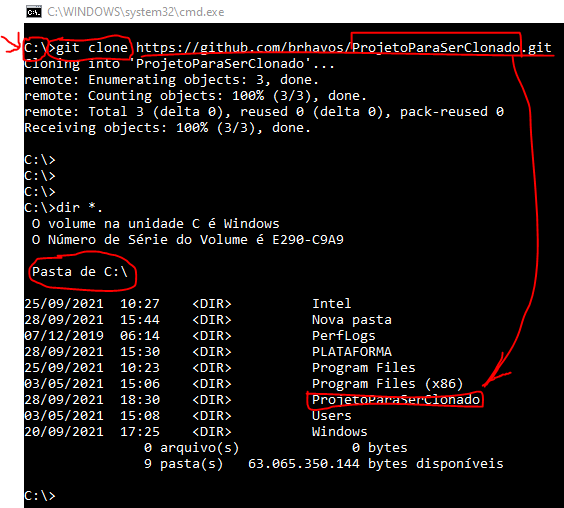 C:\WINDOWS\system32\cmd.exe
C:\>git clone https://github.com/brhavos/ProjetoParaSerClonado.git
Cloning into 'ProjetoParaSerClonado'...
remote: Enumerating objects: 3, done.
remote: Counting objects: 100% (3/3), done.
remote: Total 3 (delta 0), reused 0 (delta 0), pack-reused 0
Receiving objects: 100% (3/3), done.
C:\>
C:\>
C:\>
C:\>dir *.
O volume na unidade C é Windows
O Número de Série do Volume é E290-C9A9
Pasta de C:\
25/09/2021  10:27    <DIR>          Intel
28/09/2021  15:44    <DIR>          Nova pasta
07/12/2019  06:14    <DIR>          PerfLogs
28/09/2021  15:30    <DIR>          PLATAFORMA
25/09/2021  10:23    <DIR>          Program Files
03/05/2021  15:06    <DIR>          Program Files (x86)
28/09/2021  18:30    <DIR>          ProjetoParaSerClonado
03/05/2021  15:08    <DIR>          Users
20/09/2021  17:25    <DIR>          Windows
0 arquivo(s)              0 bytes
9 pasta(s)   63.065.350.144 bytes disponíveis
C:\>